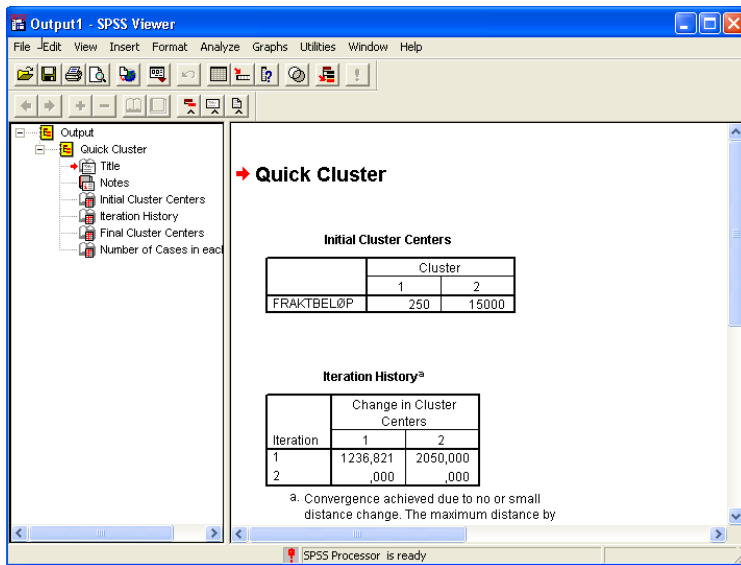 Output1 - SPSS Viewer
File Edit View Insert Format Analyze Graphs Utilities Window Help
Output
Quick Cluster
Title
Notes
Initial Cluster Centers
Iteration History
Final Cluster Centers
Number of Cases in eacl
Quick Cluster
Initial Cluster Centers
Cluster
1 2
FRAKTBELØP 250 15000
Iteration Historyᵃ
Change in Cluster
Centers
Iteration 1 2
1 1236,821 2050,000
2 ,000 ,000
a. Convergence achieved due to no or small
distance change. The maximum distance by
SPSS Processor is ready